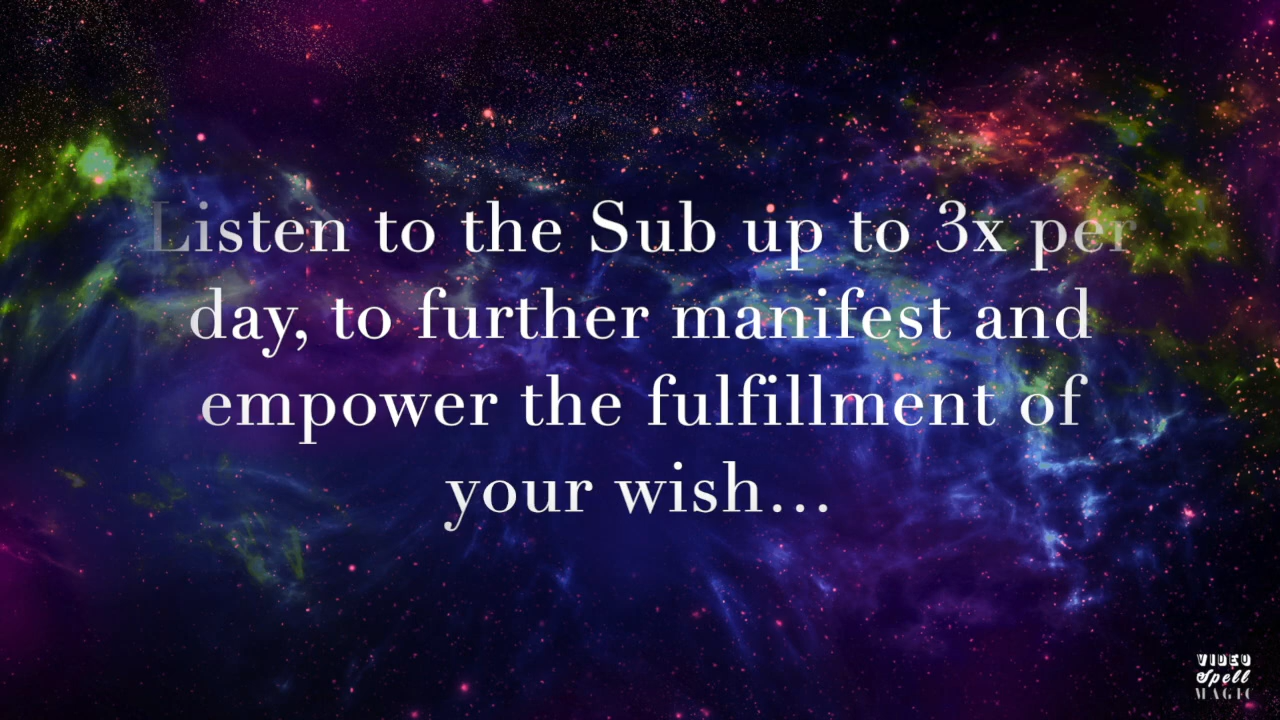 Listen to the Sub up to 3x per
day, to further manifest and
empower the fulfillment of
your wish...
VIDEO
Spell
MAGIC